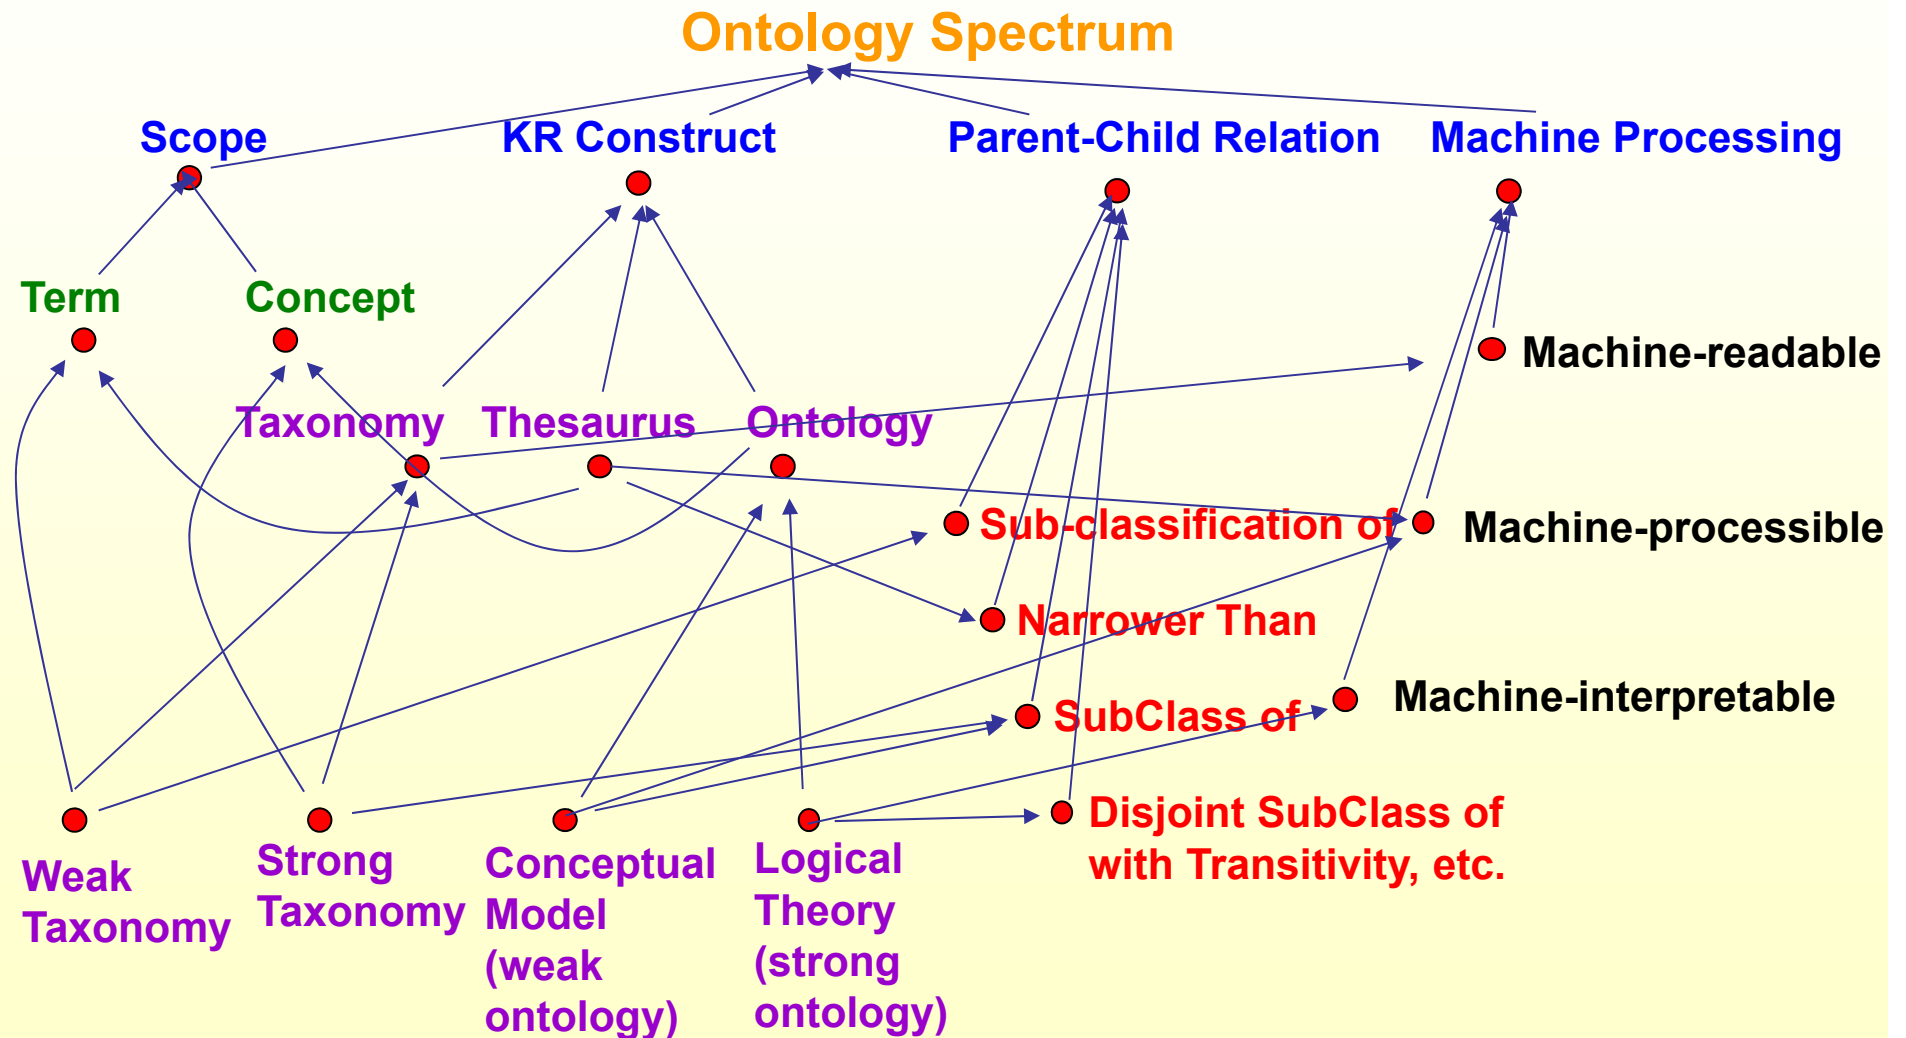 Ontology Spectrum
Scope
KR Construct
Parent-Child Relation
Machine Processing
Term
Concept
Machine-readable
Taxonomy
Thesaurus
Ontology
Sub-classification of
Machine-processible
Narrower Than
SubClass of
Machine-interpretable
Disjoint SubClass of
with Transitivity, etc.
Weak
Taxonomy
Strong
Taxonomy
Conceptual
Model
(weak
ontology)
Logical
Theory
(strong
ontology)